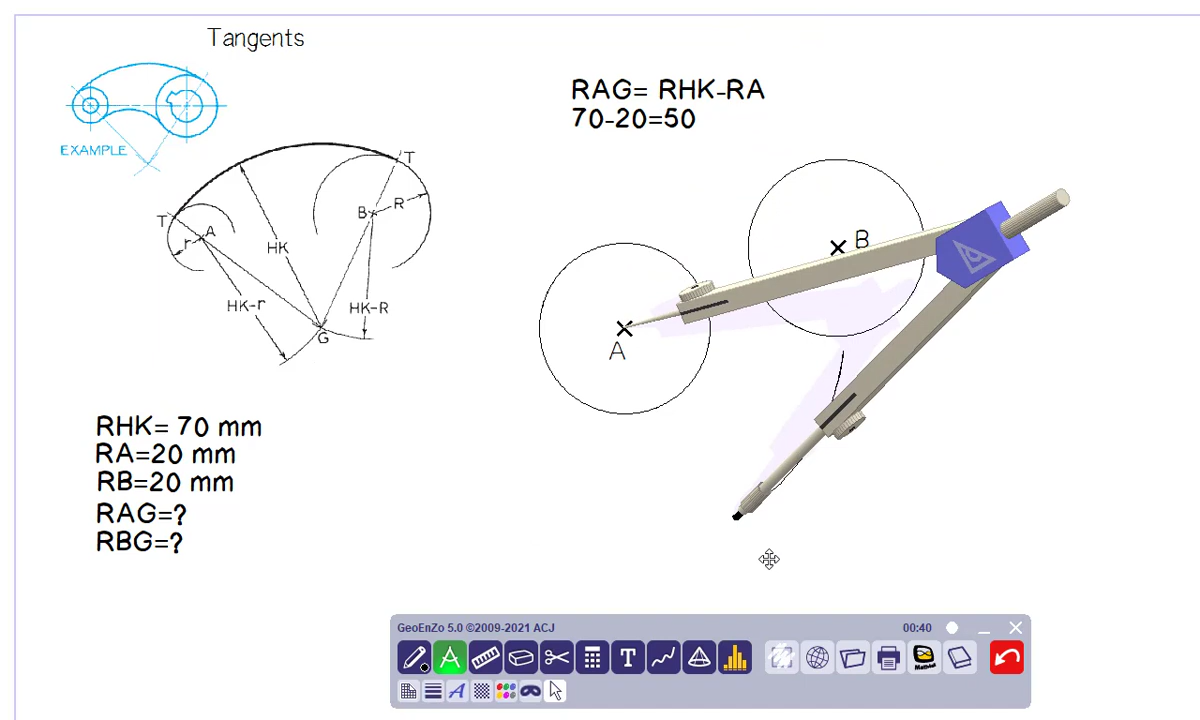 Tangents
EXAMPLE
RAG= RHK-RA
70-20=50
T
T
A
B
R
r
HK
HK-r
HK-R
G
B
A
RHK= 70 mm
RA=20 mm
RB=20 mm
RAG=?
RBG=?
GeoEnZo 5.0 ©2009-2021 ACJ
00:40
T
A